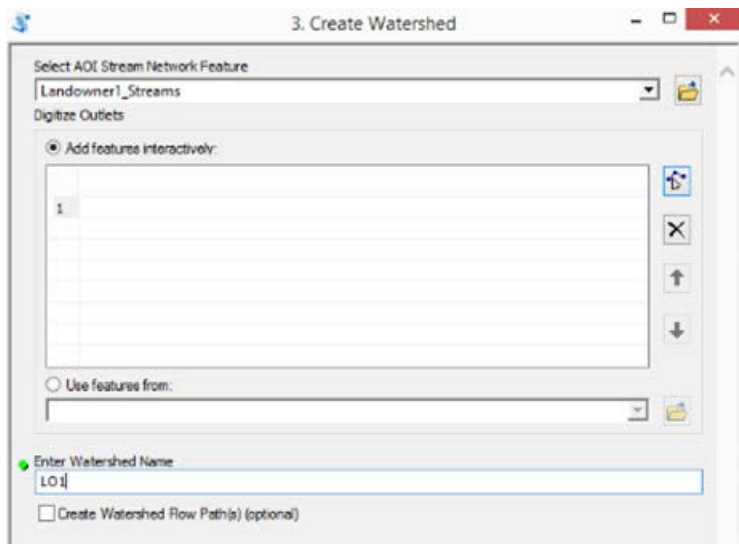 3. Create Watershed
Select AOI Stream Network Feature
Landowner1_Streams
Digitize Outlets
Add features interactively:
1
Use features from:
Enter Watershed Name
LO1
Create Watershed Flow Path(s) (optional)